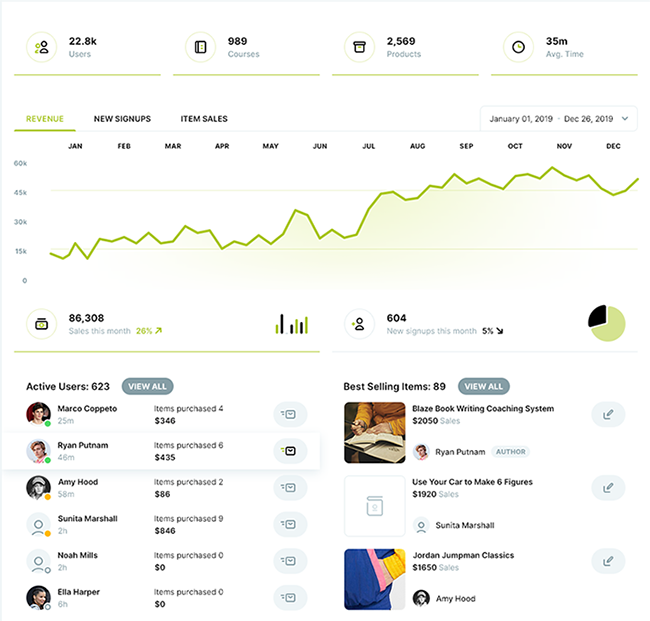 22.8k
Users
989
Courses
2,569
Products
35m
Avg. Time
REVENUE
NEW SIGNUPS
ITEM SALES
January 01, 2019 - Dec 26, 2019
JAN FEB MAR APR MAY JUN JUL AUG SEP OCT NOV DEC
60k
45k
30k
15k
0
86,308
Sales this month 26%
604
New signups this month 5%
Active Users: 623
VIEW ALL
Marco Coppeto
25m
Items purchased 4
$346
Ryan Putnam
46m
Items purchased 6
$435
Amy Hood
58m
Items purchased 2
$86
Sunita Marshall
2h
Items purchased 9
$846
Noah Mills
2h
Items purchased 0
$0
Ella Harper
6h
Items purchased 0
$0
Best Selling Items: 89
VIEW ALL
Blaze Book Writing Coaching System
$2050 Sales
Ryan Putnam
AUTHOR
Use Your Car to Make 6 Figures
$1920 Sales
Sunita Marshall
Jordan Jumpman Classics
$1650 Sales
Amy Hood